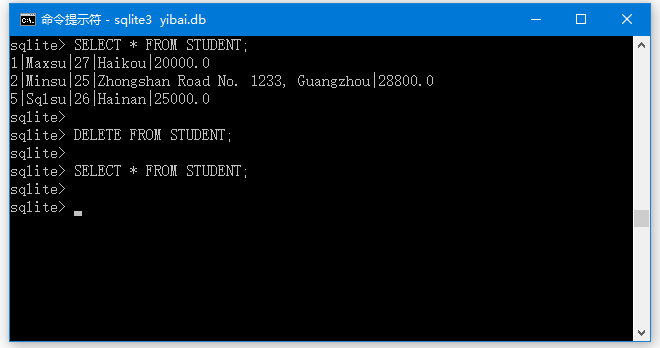 命令提示符 - sqlite3 yibai.db
sqlite> SELECT * FROM STUDENT;
1|Maxsu|27|Haikou|20000.0
2|Minsu|25|Zhongshan Road No. 1233, Guangzhou|28800.0
5|Sqlsu|26|Hainan|25000.0
sqlite>
sqlite> DELETE FROM STUDENT;
sqlite>
sqlite> SELECT * FROM STUDENT;
sqlite>
sqlite>